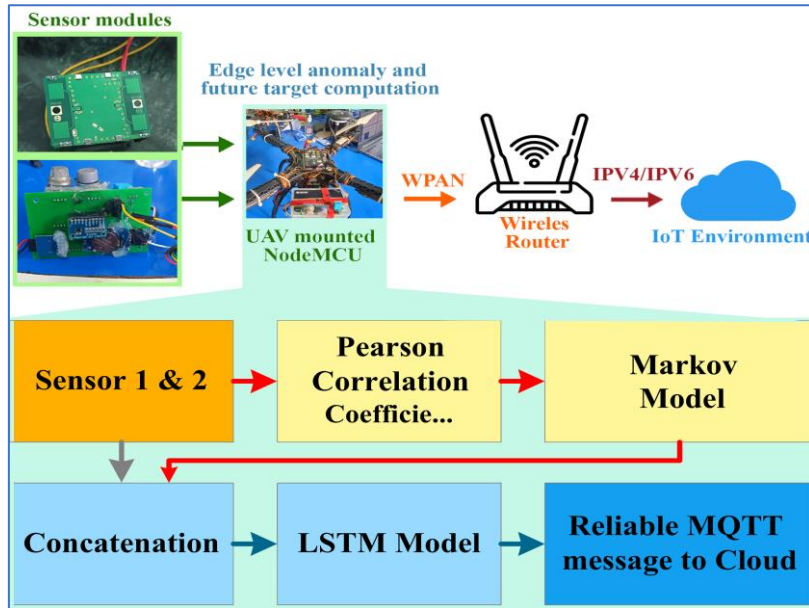 Sensor modules
Edge level anomaly and
future target computation
WPAN
IPV4/IPV6
UAV mounted
NodeMCU
Wireles
Router
IoT Environment
Sensor 1 & 2
Pearson
Correlation
Coefficie...
Markov
Model
Concatenation
LSTM Model
Reliable MQTT
message to Cloud